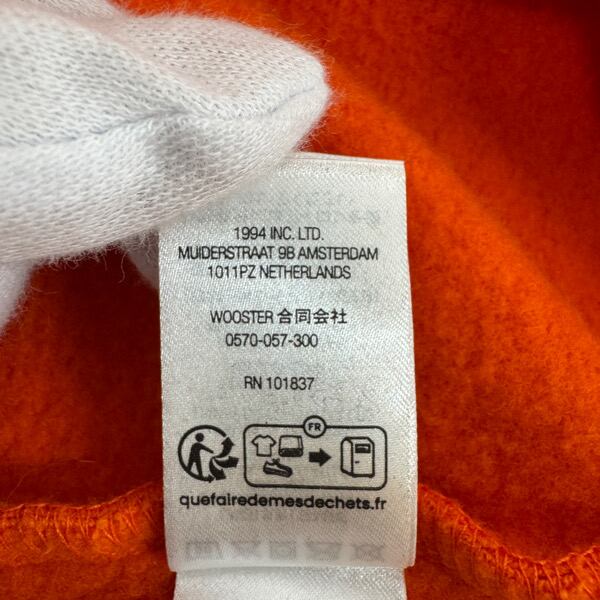 1994 INC. LTD.
MUIDERSTRAAT 9B AMSTERDAM
1011PZ NETHERLANDS
WOOSTER 合同会社
0570-057-300
RN 101837
FR
quefairedemesdechets.fr